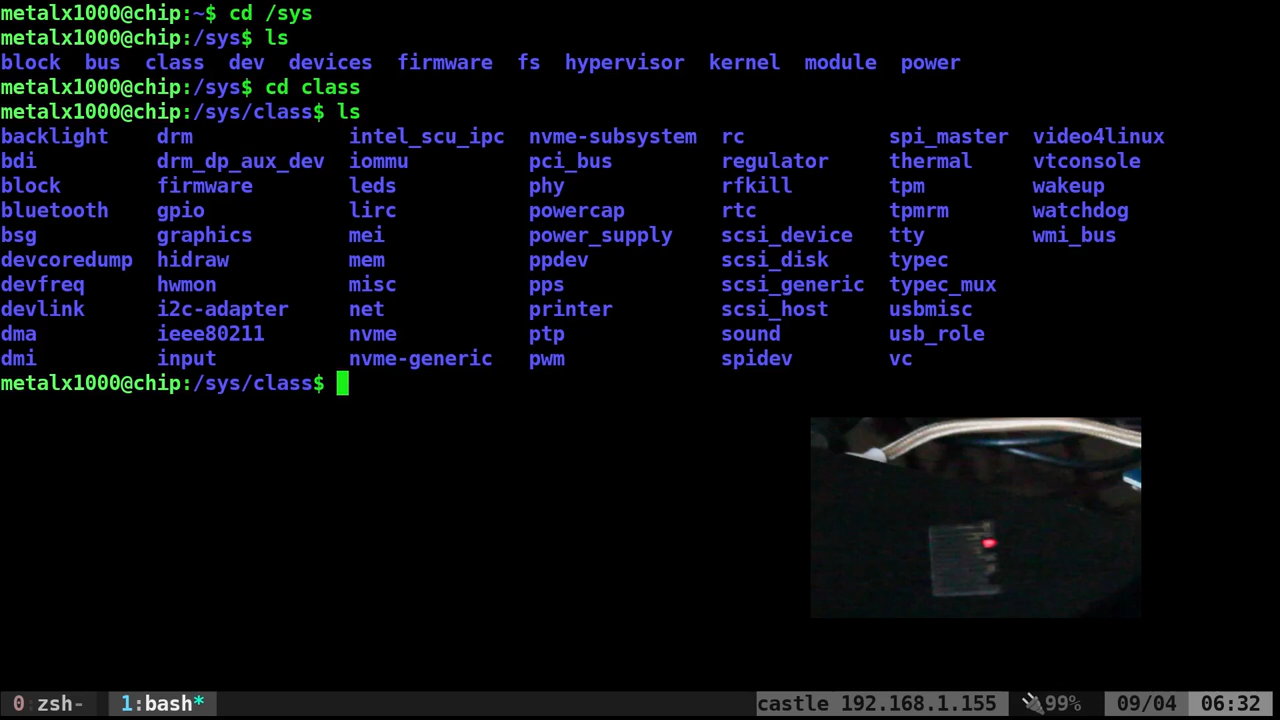 metalx1000@chip:~$ cd /sys
metalx1000@chip:/sys$ ls
block  bus  class  dev  devices  firmware  fs  hypervisor  kernel  module  power
metalx1000@chip:/sys$ cd class
metalx1000@chip:/sys/class$ ls
backlight    drm              intel_scu_ipc  nvme-subsystem  rc            spi_master  video4linux
bdi          drm_dp_aux_dev  iommu          pci_bus         regulator     thermal     vtconsole
block        firmware         leds           phy             rfkill        tpm         wakeup
bluetooth    gpio             lirc           powercap        rtc           tpmrm       watchdog
bsg          graphics         mei            power_supply    scsi_device   tty         wmi_bus
devcoredump  hidraw           mem            ppdev           scsi_disk     typec
devfreq      hwmon            misc           pps             scsi_generic  typec_mux
devlink      i2c-adapter      net            printer         scsi_host     usbmisc
dma          ieee80211        nvme           ptp             sound         usb_role
dmi          input            nvme-generic   pwm             spidev        vc
metalx1000@chip:/sys/class$
0:zsh-  1:bash*  castle 192.168.1.155  🔌99%  09/04  06:32